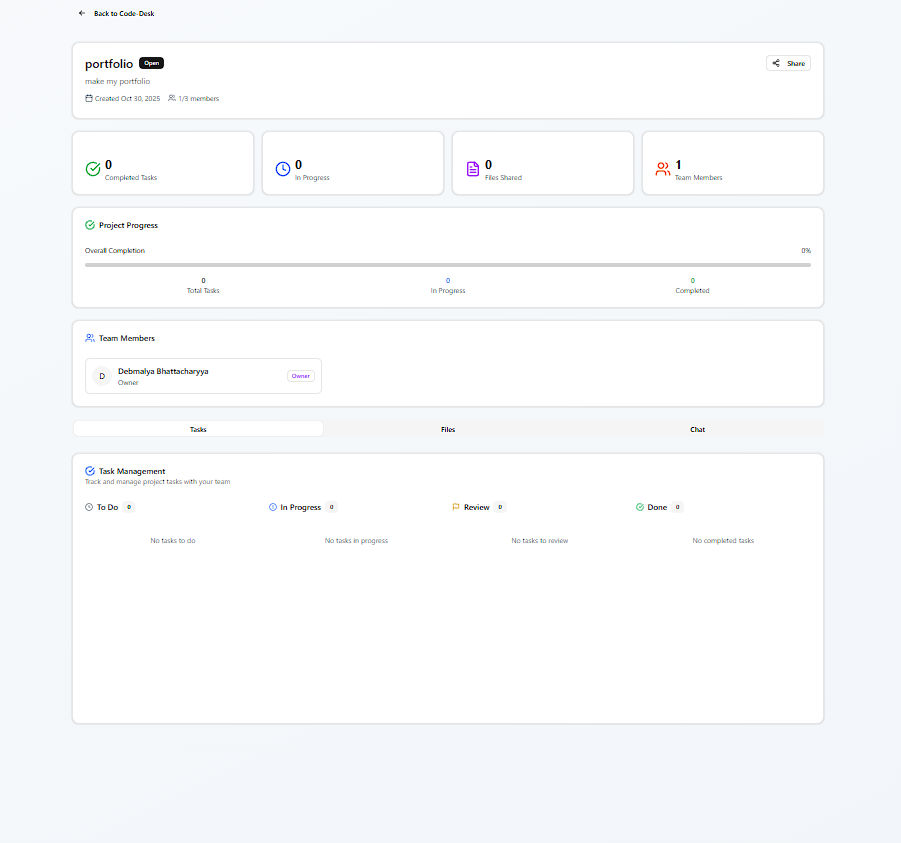 Back to Code-Desk
portfolio Open
Share
make my portfolio
Created Oct 30, 2025 1/3 members
0
Completed Tasks
0
In Progress
0
Files Shared
1
Team Members
Project Progress
Overall Completion 0%
0
Total Tasks
0
In Progress
0
Completed
Team Members
D
Debmalya Bhattacharyya
Owner
Owner
Tasks Files Chat
Task Management
Track and manage project tasks with your team
To Do 0
In Progress 0
Review 0
Done 0
No tasks to do
No tasks in progress
No tasks to review
No completed tasks